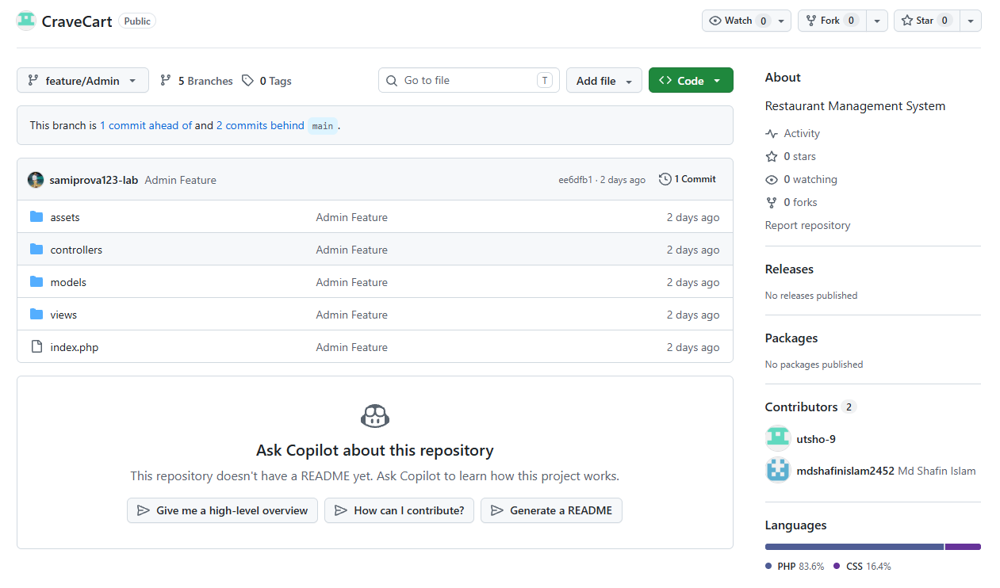 CraveCart Public Watch 0 Fork 0 Star 0
feature/Admin 5 Branches 0 Tags Go to file T Add file Code
This branch is 1 commit ahead of and 2 commits behind main.
samiprova123-lab Admin Feature ee6dfb1 · 2 days ago 1 Commit
assets Admin Feature 2 days ago
controllers Admin Feature 2 days ago
models Admin Feature 2 days ago
views Admin Feature 2 days ago
index.php Admin Feature 2 days ago
Ask Copilot about this repository
This repository doesn't have a README yet. Ask Copilot to learn how this project works.
Give me a high-level overview How can I contribute? Generate a README
About
Restaurant Management System
Activity
0 stars
0 watching
0 forks
Report repository
Releases
No releases published
Packages
No packages published
Contributors 2
utsho-9
mdshafinislam2452 Md Shafin Islam
Languages
PHP 83.6% CSS 16.4%